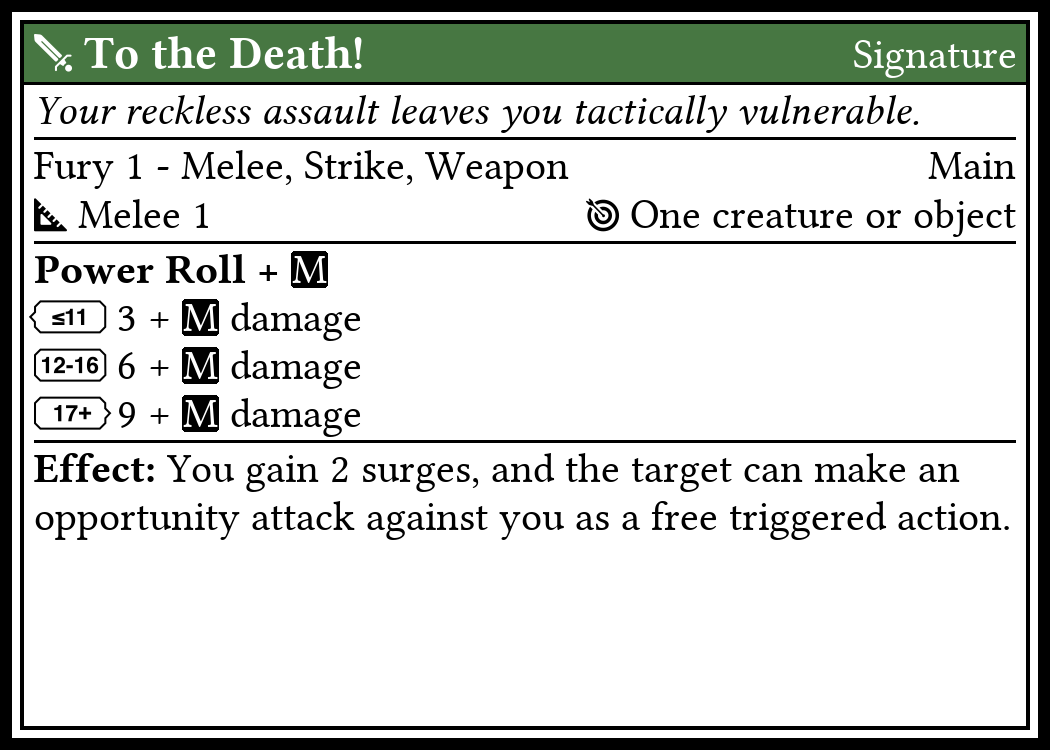 To the Death! Signature
Your reckless assault leaves you tactically vulnerable.
Fury 1 - Melee, Strike, Weapon Main
Melee 1 One creature or object
Power Roll + M
≤11 3 + M damage
12-16 6 + M damage
17+ 9 + M damage
Effect: You gain 2 surges, and the target can make an
opportunity attack against you as a free triggered action.